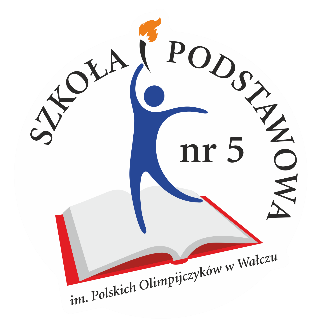 SZKOŁA PODSTAWOWA
nr 5
im. Polskich Olimpijczyków w Wałczu